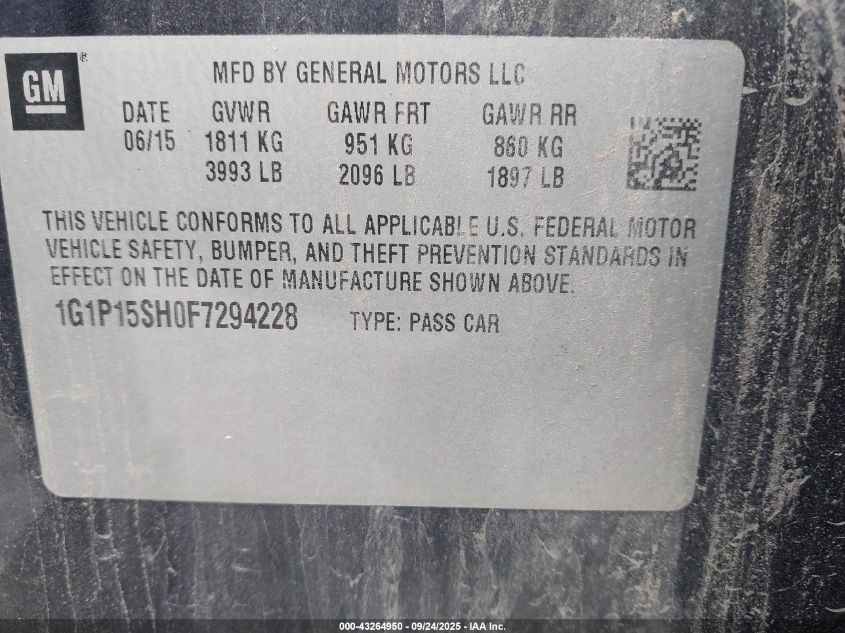 GM®
MFD BY GENERAL MOTORS LLC
DATE GVWR GAWR FRT GAWR RR
06/15 1811 KG 951 KG 860 KG
3993 LB 2096 LB 1897 LB
THIS VEHICLE CONFORMS TO ALL APPLICABLE U.S. FEDERAL MOTOR
VEHICLE SAFETY, BUMPER, AND THEFT PREVENTION STANDARDS IN
EFFECT ON THE DATE OF MANUFACTURE SHOWN ABOVE.
1G1P15SH0F7294228 TYPE: PASS CAR
000-43264950 - 09/24/2025 - IAA Inc.